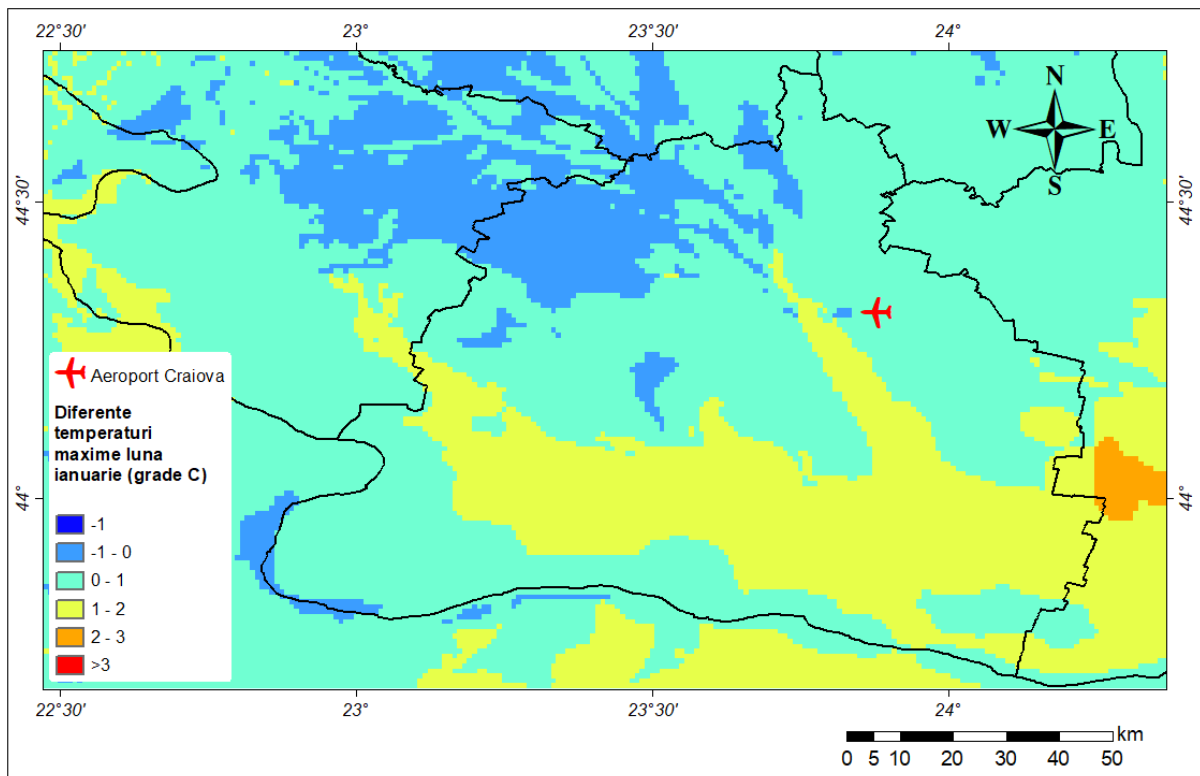 22°30' 23° 23°30' 24°
N
W E
S
44°30' 44°30'
Aeroport Craiova
Diferente
temperaturi
maxime luna
ianuarie (grade C)
44° 44°
-1
-1 - 0
0 - 1
1 - 2
2 - 3
>3
22°30' 23° 23°30' 24°
km
0 5 10 20 30 40 50